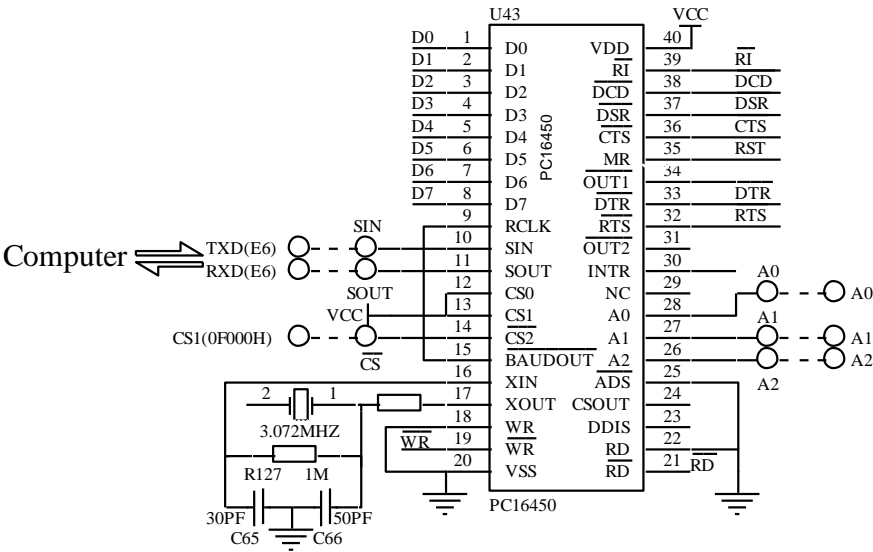 U43
VCC
D0 1 D0 VDD 40
D1 2 D1 RI 39 RI
D2 3 D2 DCD 38 DCD
D3 4 D3 DSR 37 DSR
D4 5 D4 CTS 36 CTS
D5 6 D5 MR 35 RST
D6 7 D6 OUT1 34
D7 8 D7 DTR 33 DTR
9 RCLK RTS 32 RTS
PC16450
Computer
TXD(E6) SIN 10 SIN OUT2 31
RXD(E6) 11 SOUT INTR 30
SOUT 12 CS0 NC 29
VCC 13 CS1 A0 28 A0 A0
CS1(0F000H) CS 14 CS2 A1 27 A1 A1
15 BAUDOUT A2 26 A2 A2
16 XIN ADS 25
2 1 17 XOUT CSOUT 24
3.072MHZ
18 WR DDIS 23
WR 19 WR RD 22
20 VSS RD 21 RD
R127 1M
30PF 50PF
C65 C66
PC16450